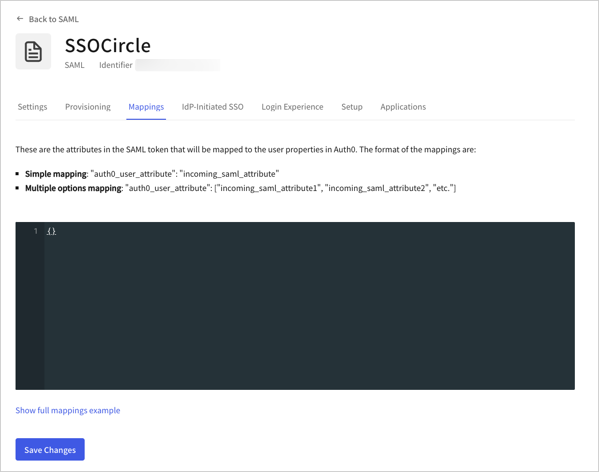 ← Back to SAML
SSOCircle
SAML Identifier
Settings Provisioning Mappings IdP-Initiated SSO Login Experience Setup Applications
These are the attributes in the SAML token that will be mapped to the user properties in Auth0. The format of the mappings are:
▪ Simple mapping: "auth0_user_attribute": "incoming_saml_attribute"
▪ Multiple options mapping: "auth0_user_attribute": ["incoming_saml_attribute1", "incoming_saml_attribute2", "etc."]
1 {}
Show full mappings example
Save Changes